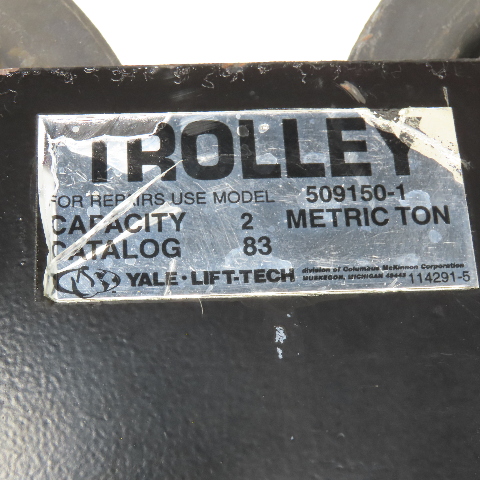 TROLLEY
FOR REPAIRS USE MODEL 509150-1
CAPACITY 2 METRIC TON
CATALOG 83
YALE · LIFT-TECH division of Columbus McKinnon Corporation
MUSKEGON, MICHIGAN 49442 114291-5